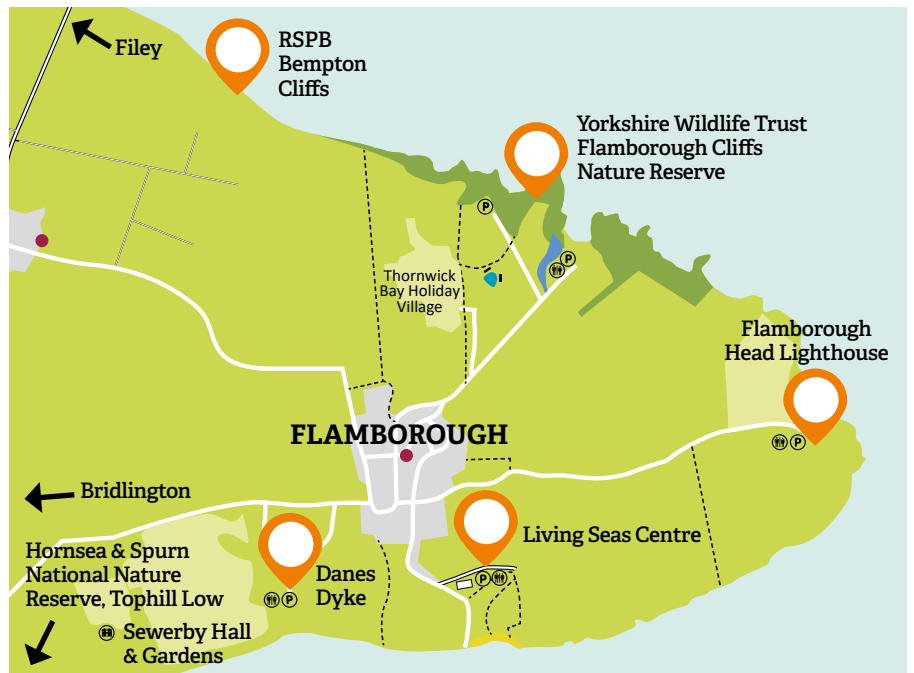 Filey
RSPB
Bempton
Cliffs
Yorkshire Wildlife Trust
Flamborough Cliffs
Nature Reserve
P
P
Thornwick
Bay Holiday
Village
Flamborough
Head Lighthouse
FLAMBOROUGH
P
Bridlington
Living Seas Centre
Hornsea & Spurn
National Nature
Reserve, Tophill Low
Danes
Dyke
P
P
Sewerby Hall
& Gardens